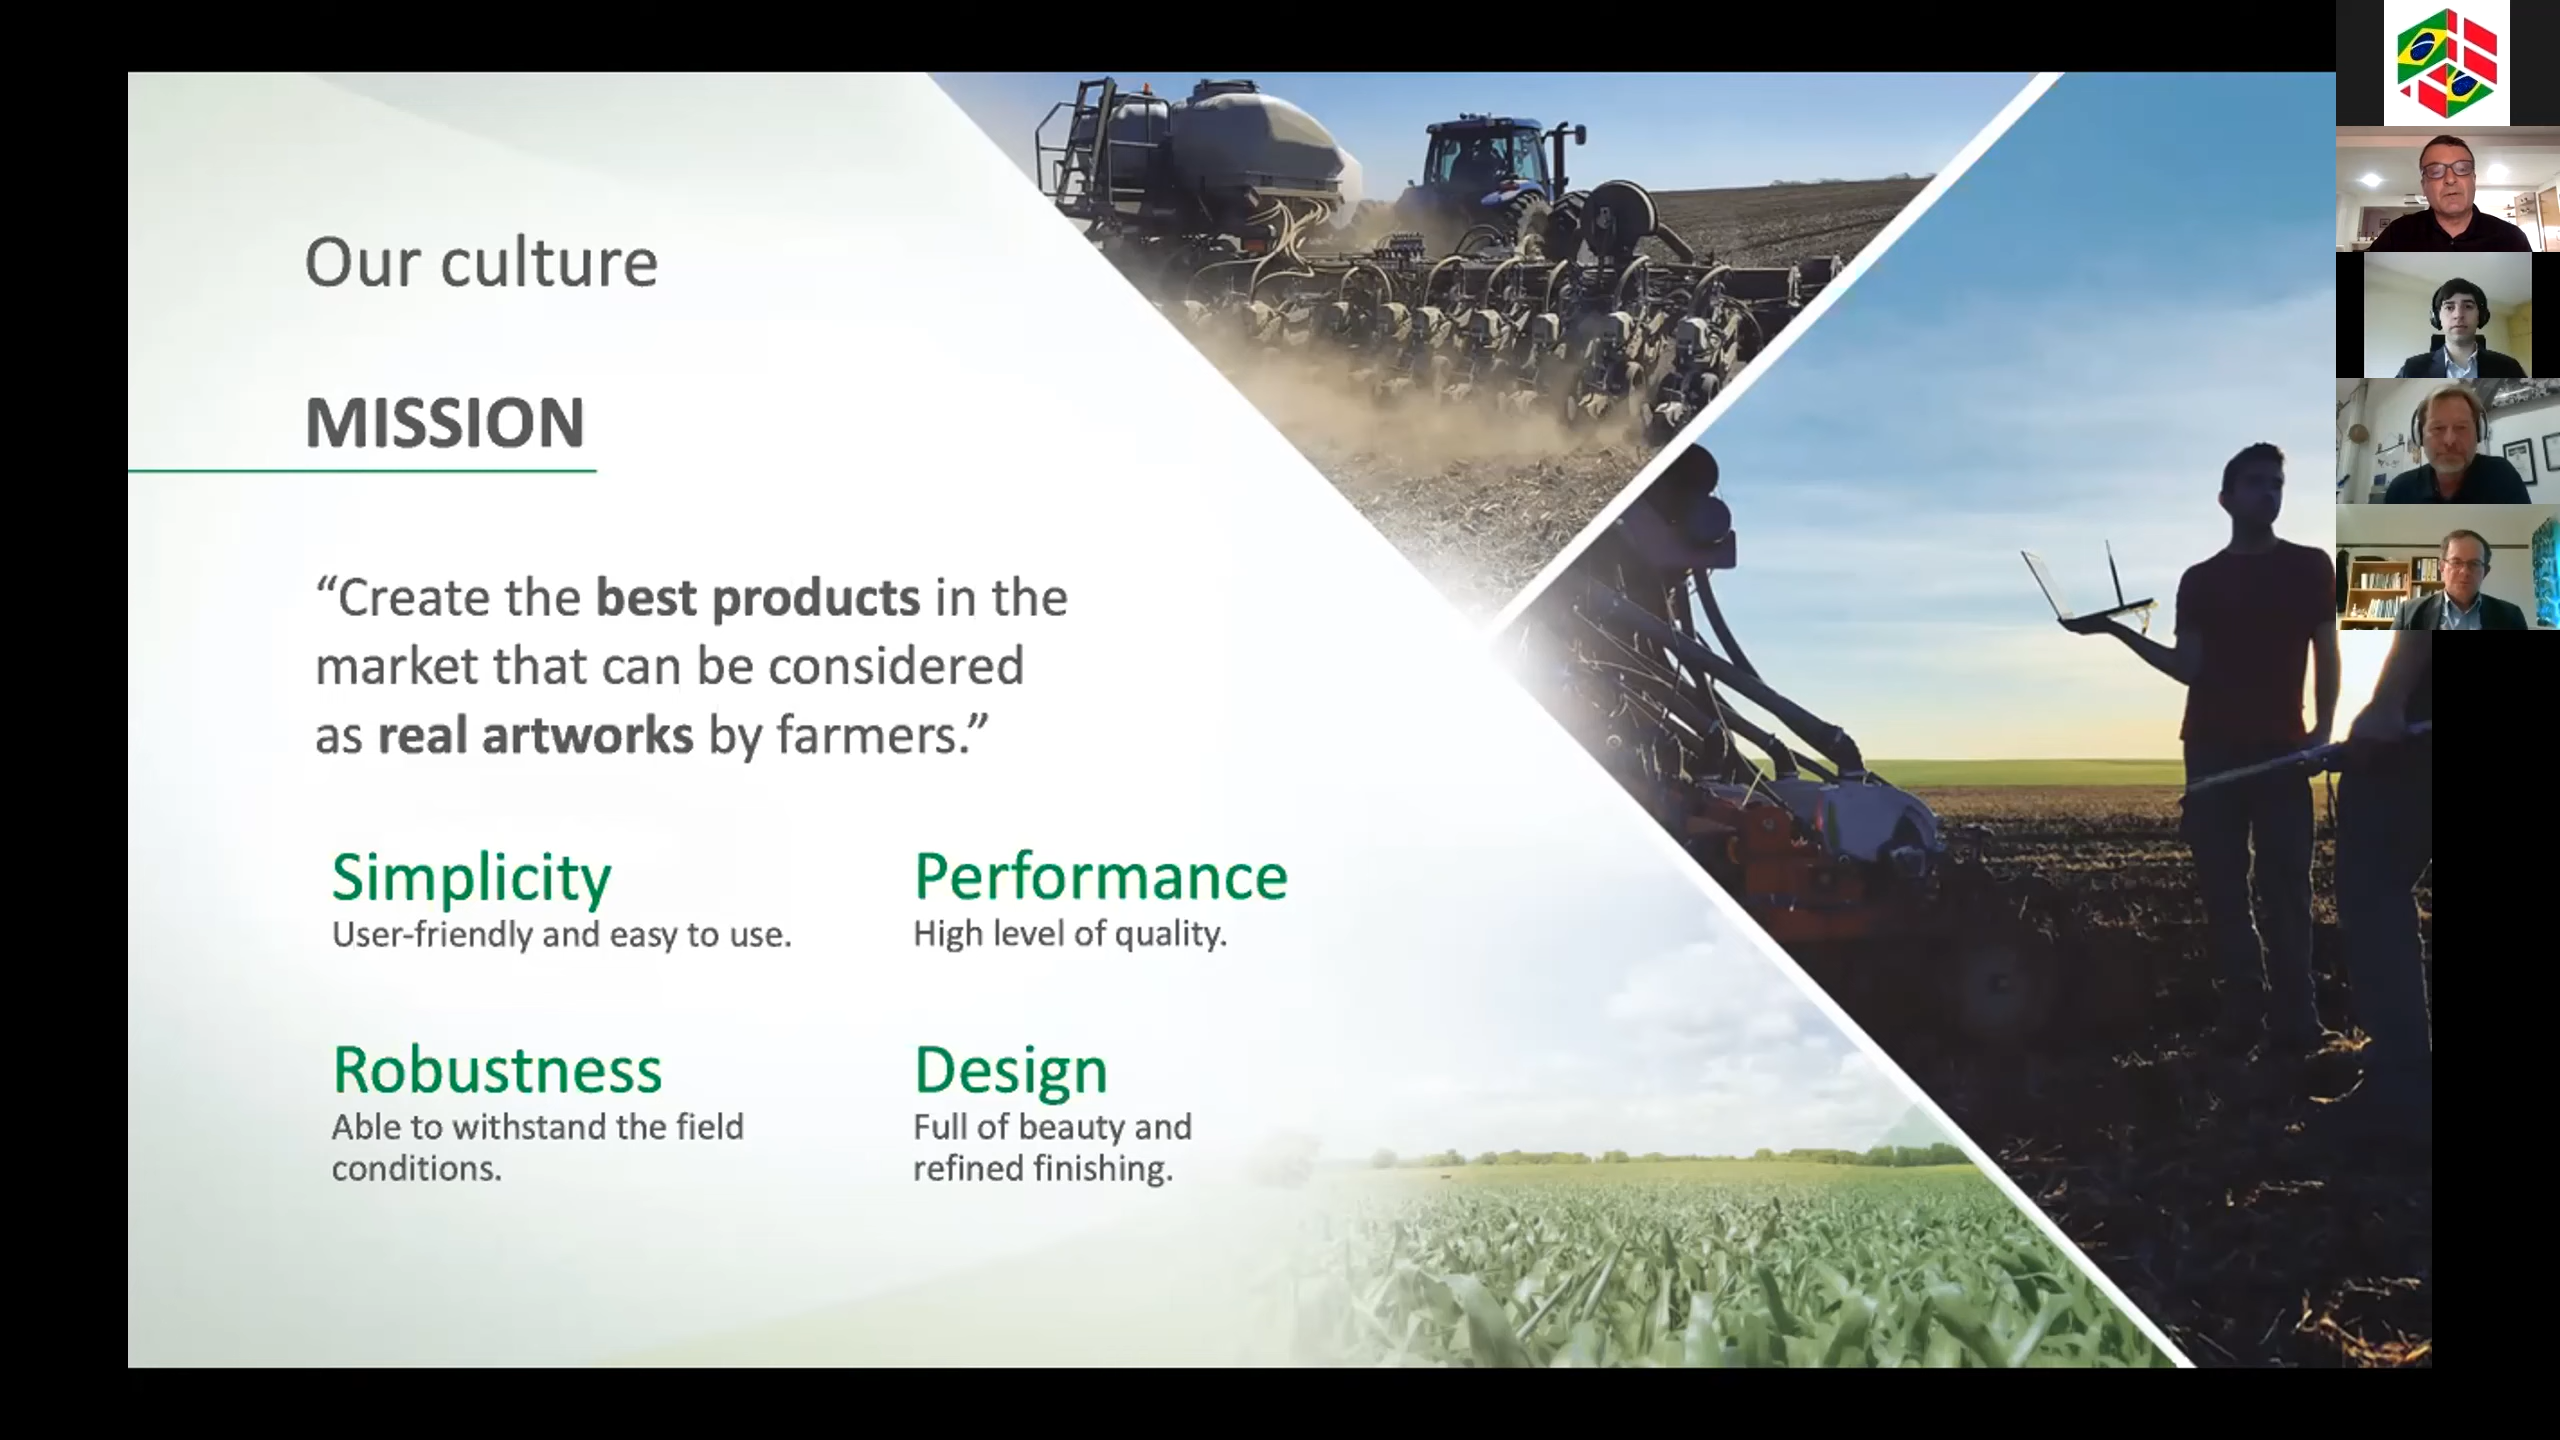 Our culture
MISSION
“Create the best products in the
market that can be considered
as real artworks by farmers.”
Simplicity
User-friendly and easy to use.
Performance
High level of quality.
Robustness
Able to withstand the field
conditions.
Design
Full of beauty and
refined finishing.